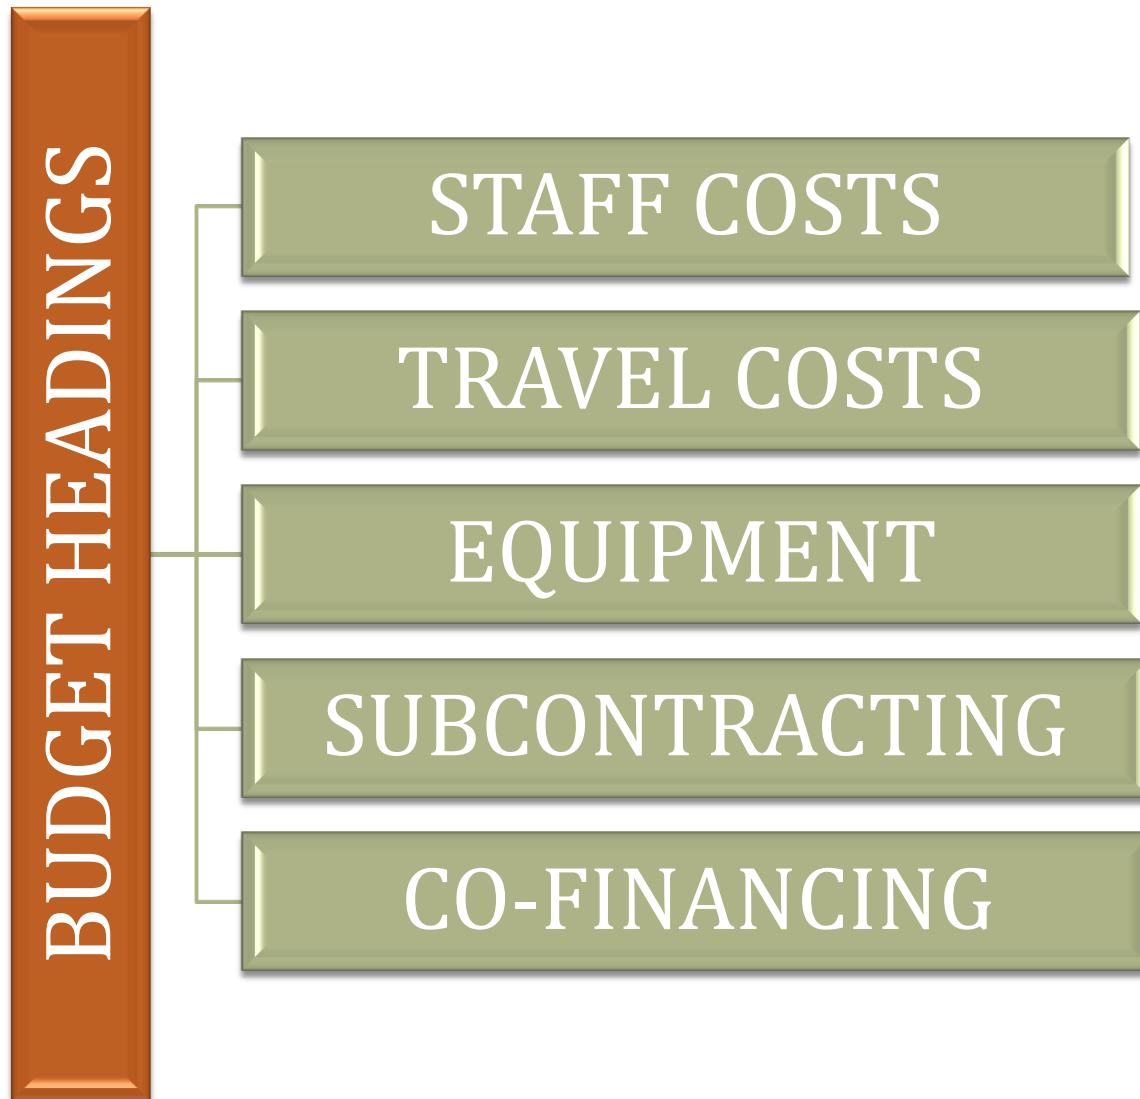 BUDGET HEADINGS
STAFF COSTS
TRAVEL COSTS
EQUIPMENT
SUBCONTRACTING
CO-FINANCING